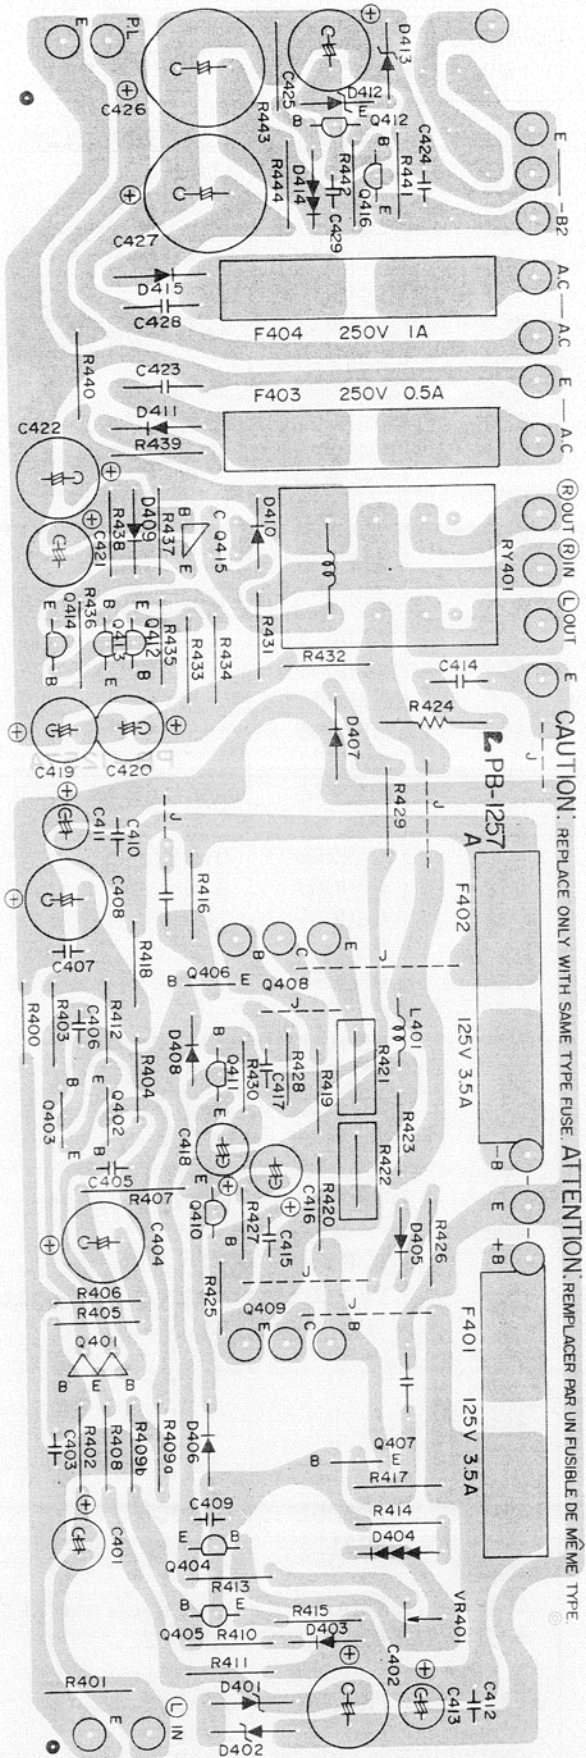 E
P.L
C426
C425
R443
D413
D412
E
B
Q412
C424
E
C427
R444
D414
R442
C429
B
Q416
E
R441
-B2
D415
C428
A.C
F404 250V 1A
A.C
R440
C423
F403 250V 0.5A
E
D411
R439
A.C
C422
C421
R438
D409
R437
B
C
E
Q415
D410
RY401
R OUT
R IN
L OUT
E
Q414
B
R436
B
Q413
E
E
Q412
B
R435
R433
R434
R431
R432
C414
E
R424
C419
C420
D407
J
PB-1257
A
C411
C410
J
R429
J
C408
R416
F402
125V 3.5A
C407
R418
B
Q406
E
B
C
E
Q408
J
J
R400
R403
C406
R412
R404
D408
B
Q411
E
R430
C417
R428
R419
L401
R421
B
Q403
E
E
Q402
B
C405
R407
C418
E
Q410
B
R427
C416
C415
R420
R422
R423
-B
E
+B
C404
R425
D405
R426
R406
R405
J
J
Q409
E
C
B
F401
125V 3.5A
Q401
B
E
B
C403
R402
R408
R409b
R409a
D406
B
Q407
E
R417
C401
C409
E
B
Q404
R413
R414
D404
B
E
Q405
R410
R415
D403
VR401
R411
C402
C413
C412
R401
D401
D402
E
L IN
CAUTION: REPLACE ONLY WITH SAME TYPE FUSE. ATTENTION: REMPLACER PAR UN FUSIBLE DE MÊME TYPE.